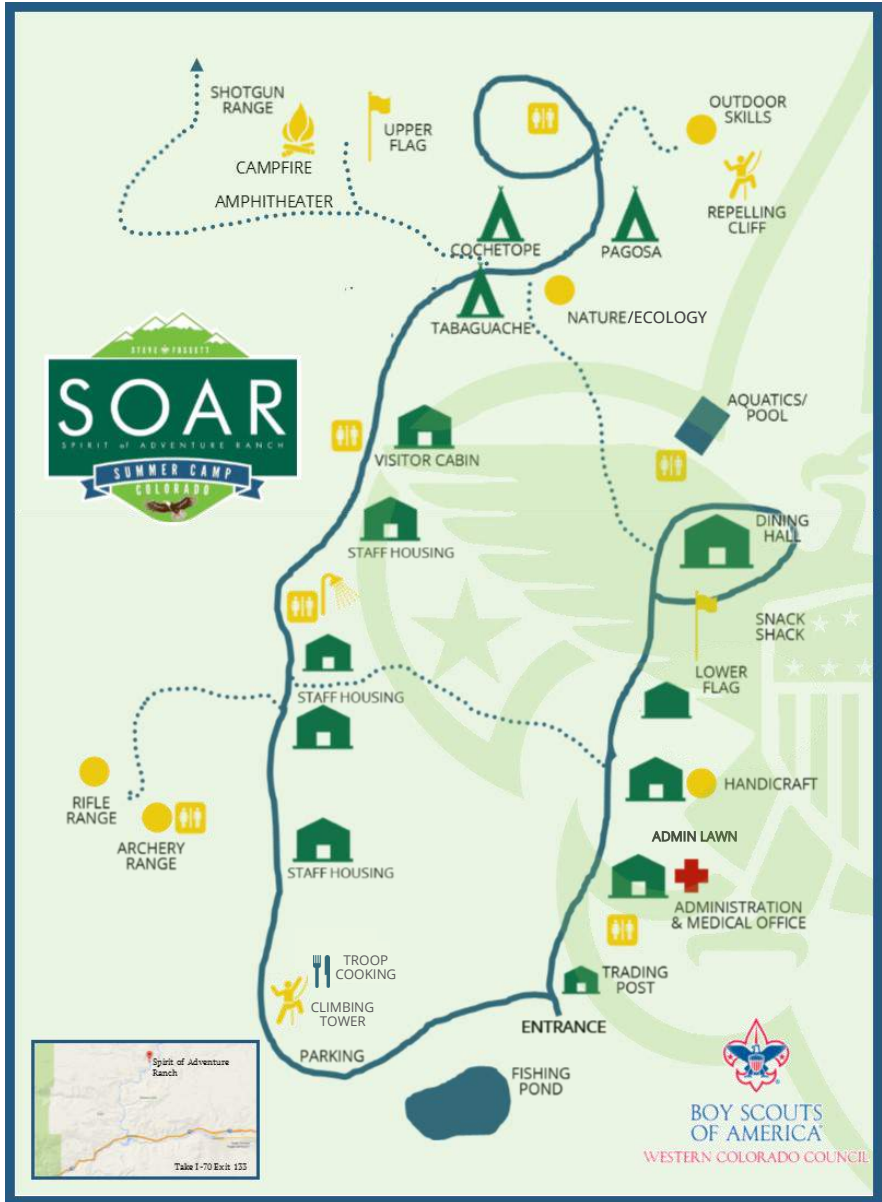 SHOTGUN
RANGE
CAMPFIRE
UPPER
FLAG
AMPHITHEATER
OUTDOOR
SKILLS
REPELLING
CLIFF
COCHETOPE
PAGOSA
TABAGUACHE
NATURE/ECOLOGY
STEVE FOSSETT
SOAR
SPIRIT of ADVENTURE RANCH
SUMMER CAMP
COLORADO
AQUATICS/
POOL
VISITOR CABIN
STAFF HOUSING
DINING
HALL
SNACK
SHACK
LOWER
FLAG
STAFF HOUSING
RIFLE
RANGE
ARCHERY
RANGE
HANDICRAFT
ADMIN LAWN
STAFF HOUSING
ADMINISTRATION
& MEDICAL OFFICE
TROOP
COOKING
CLIMBING
TOWER
TRADING
POST
ENTRANCE
PARKING
FISHING
POND
Spirit of Adventure
Ranch
Take I-70 Exit 133
BOY SCOUTS
OF AMERICA
WESTERN COLORADO COUNCIL